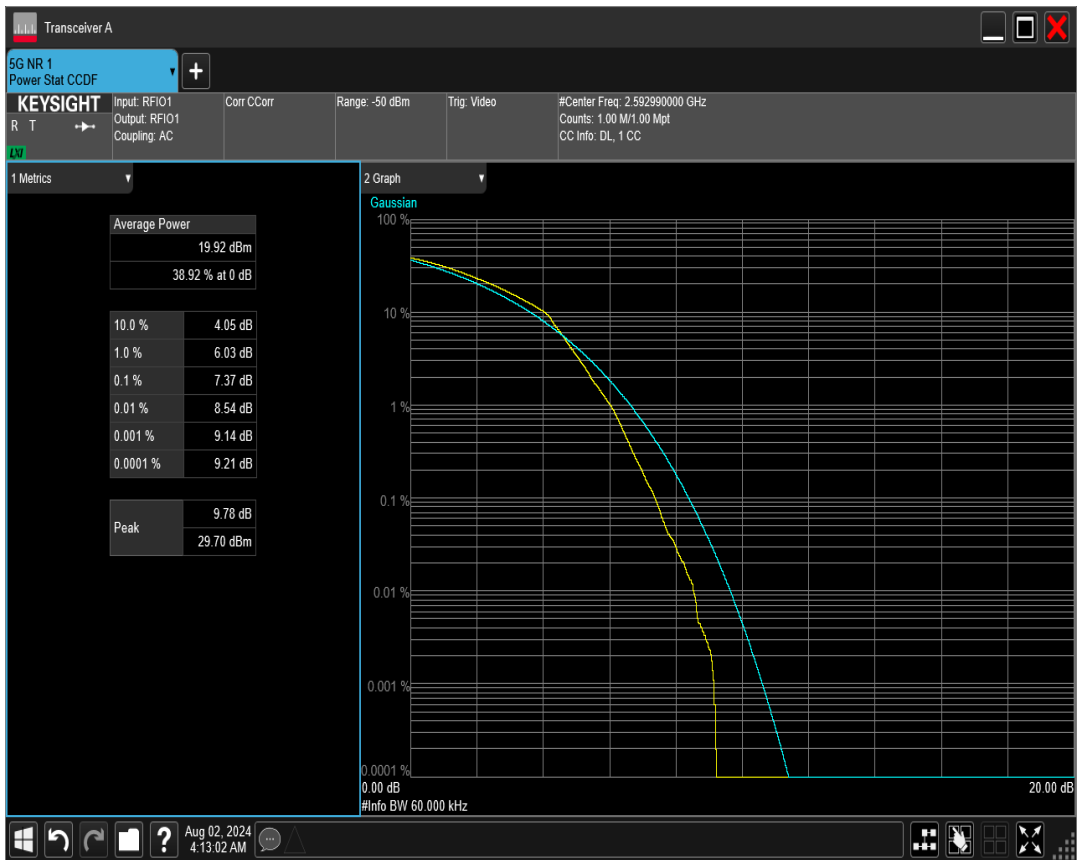 Transceiver A
5G NR 1
Power Stat CCDF
+
KEYSIGHT
R T
LXI
Input: RFIO1
Output: RFIO1
Coupling: AC
Corr CCorr
Range: -50 dBm
Trig: Video
#Center Freq: 2.592990000 GHz
Counts: 1.00 M/1.00 Mpt
CC Info: DL, 1 CC
1 Metrics
Average Power
19.92 dBm
38.92 % at 0 dB
10.0 % 4.05 dB
1.0 % 6.03 dB
0.1 % 7.37 dB
0.01 % 8.54 dB
0.001 % 9.14 dB
0.0001 % 9.21 dB
Peak
9.78 dB
29.70 dBm
2 Graph
Gaussian
100 %
10 %
1 %
0.1 %
0.01 %
0.001 %
0.0001 %
0.00 dB 20.00 dB
#Info BW 60.000 kHz
?
Aug 02, 2024
4:13:02 AM